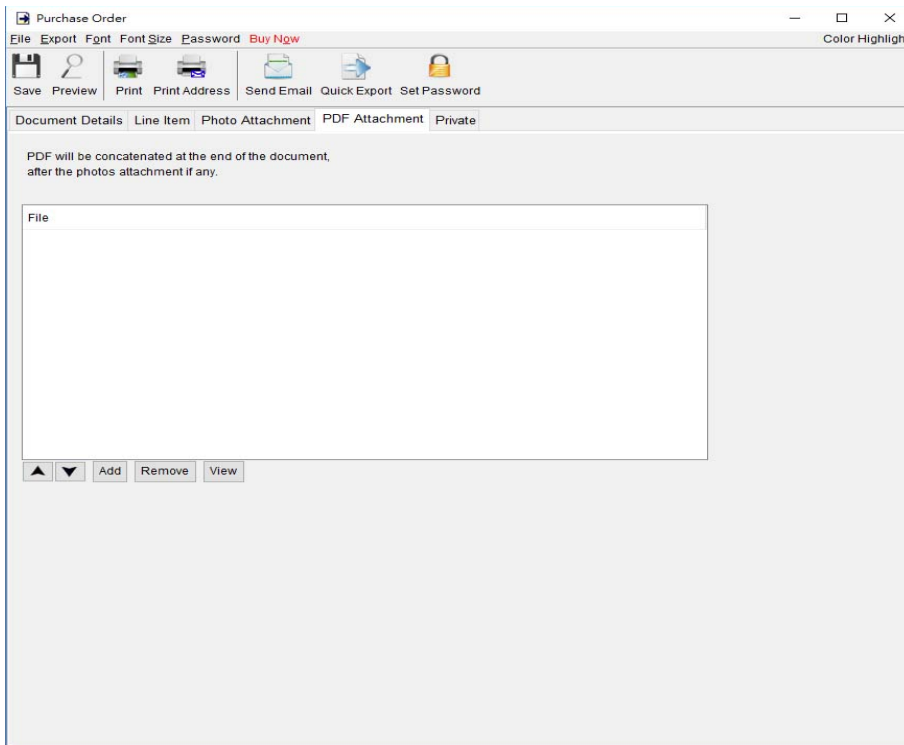 Purchase Order
File Export Font Font Size Password Buy Now Color Highligh
Save Preview Print Print Address Send Email Quick Export Set Password
Document Details Line Item Photo Attachment PDF Attachment Private
PDF will be concatenated at the end of the document,
after the photos attachment if any.
File
Add Remove View